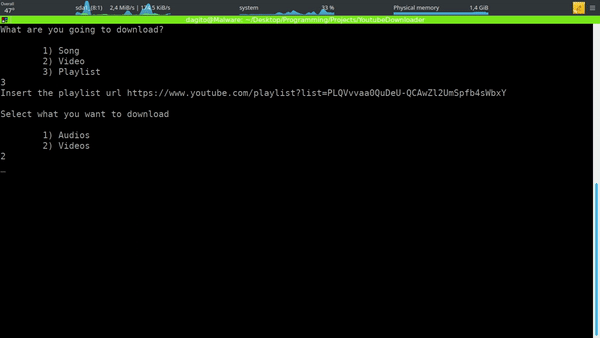 Overall
47° sda1 (8:1) 2,4 MiB/s system 33 % Physical memory 1,4 GiB
dagito@Malware: ~/Desktop/Programming/Projects/YoutubeDownloader
What are you going to download?
1) Song
2) Video
3) Playlist
3
Insert the playlist url https://www.youtube.com/playlist?list=PLQVvvaa0QuDeU-QCAwZl2UmSpfb4sWbxY
Select what you want to download
1) Audios
2) Videos
2